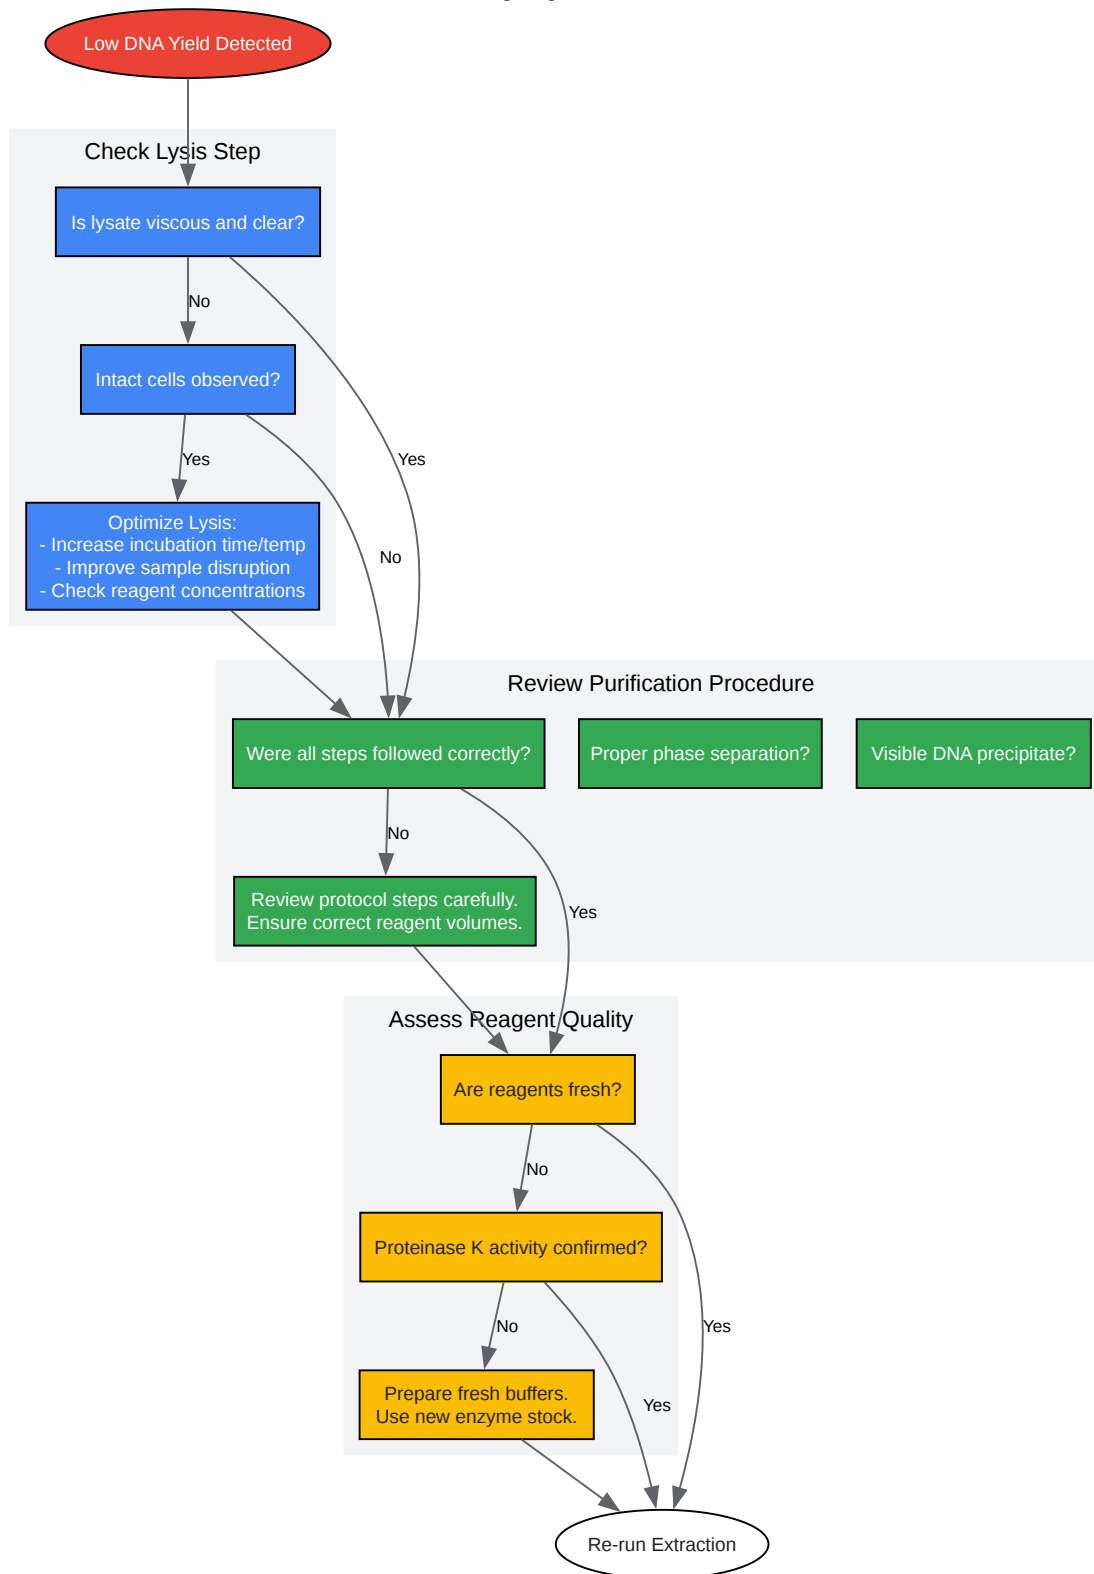 Low DNA Yield Detected
Check Lysis Step
Is lysate viscous and clear?
No
Intact cells observed?
Yes
Yes
Optimize Lysis:
- Increase incubation time/temp
- Improve sample disruption
- Check reagent concentrations
No
Review Purification Procedure
Were all steps followed correctly?
Proper phase separation?
Visible DNA precipitate?
No
Review protocol steps carefully.
Ensure correct reagent volumes.
Yes
Assess Reagent Quality
Are reagents fresh?
No
Proteinase K activity confirmed?
No
Yes
Prepare fresh buffers.
Use new enzyme stock.
Yes
Re-run Extraction